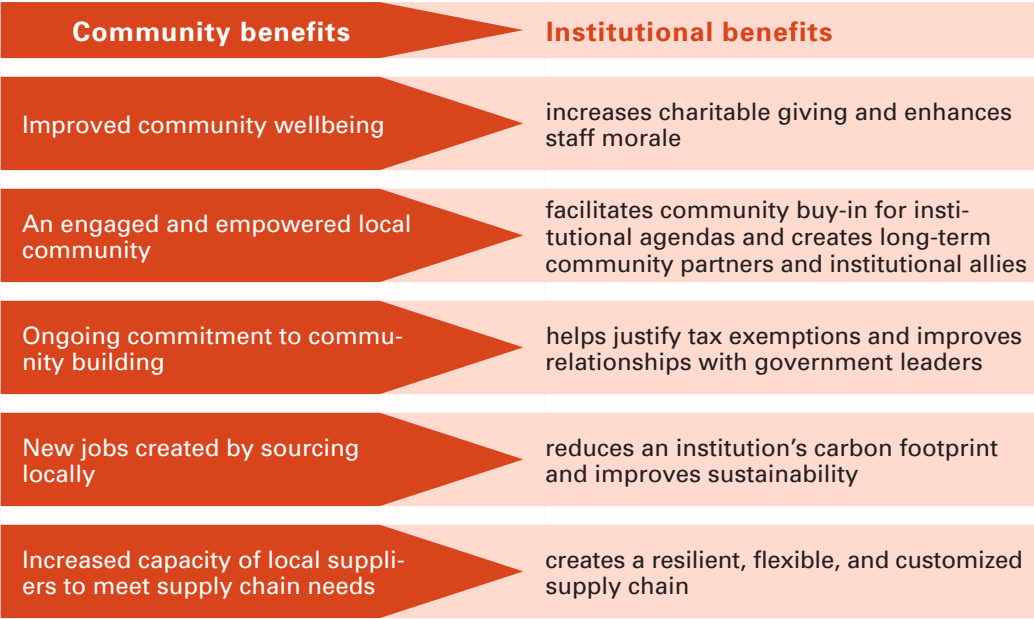 Community benefits
Institutional benefits
Improved community wellbeing
increases charitable giving and enhances
staff morale
An engaged and empowered local
community
facilitates community buy-in for insti-
tutional agendas and creates long-term
community partners and institutional allies
Ongoing commitment to commu-
nity building
helps justify tax exemptions and improves
relationships with government leaders
New jobs created by sourcing
locally
reduces an institution’s carbon footprint
and improves sustainability
Increased capacity of local suppli-
ers to meet supply chain needs
creates a resilient, flexible, and customized
supply chain